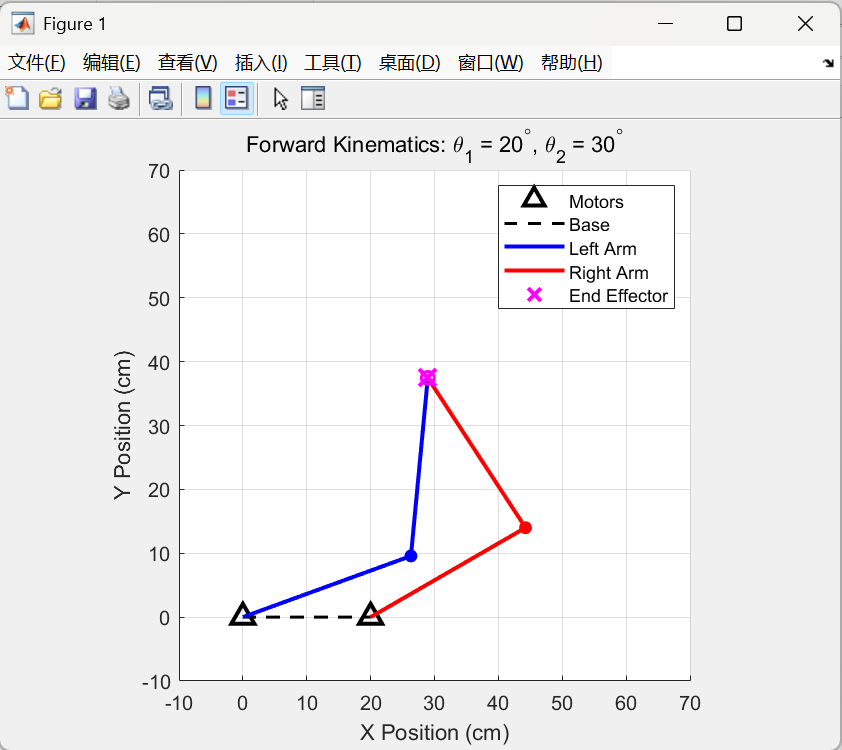 Figure 1
文件(F) 编辑(E) 查看(V) 插入(I) 工具(T) 桌面(D) 窗口(W) 帮助(H)
Forward Kinematics: θ₁ = 20°, θ₂ = 30°
Motors
Base
Left Arm
Right Arm
End Effector
70
60
50
40
30
20
10
0
-10
Y Position (cm)
-10 0 10 20 30 40 50 60 70
X Position (cm)